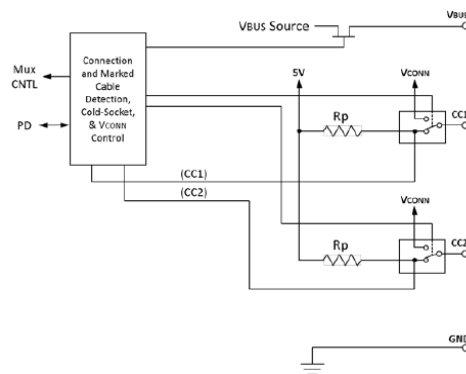 VBUS Source
VBUS
Connection
and Marked
Cable
Detection,
Cold-Socket,
& VCONN
Control
Mux
CNTL
PD
5V
VCONN
Rp
CC1
(CC1)
(CC2)
VCONN
Rp
CC2
GND